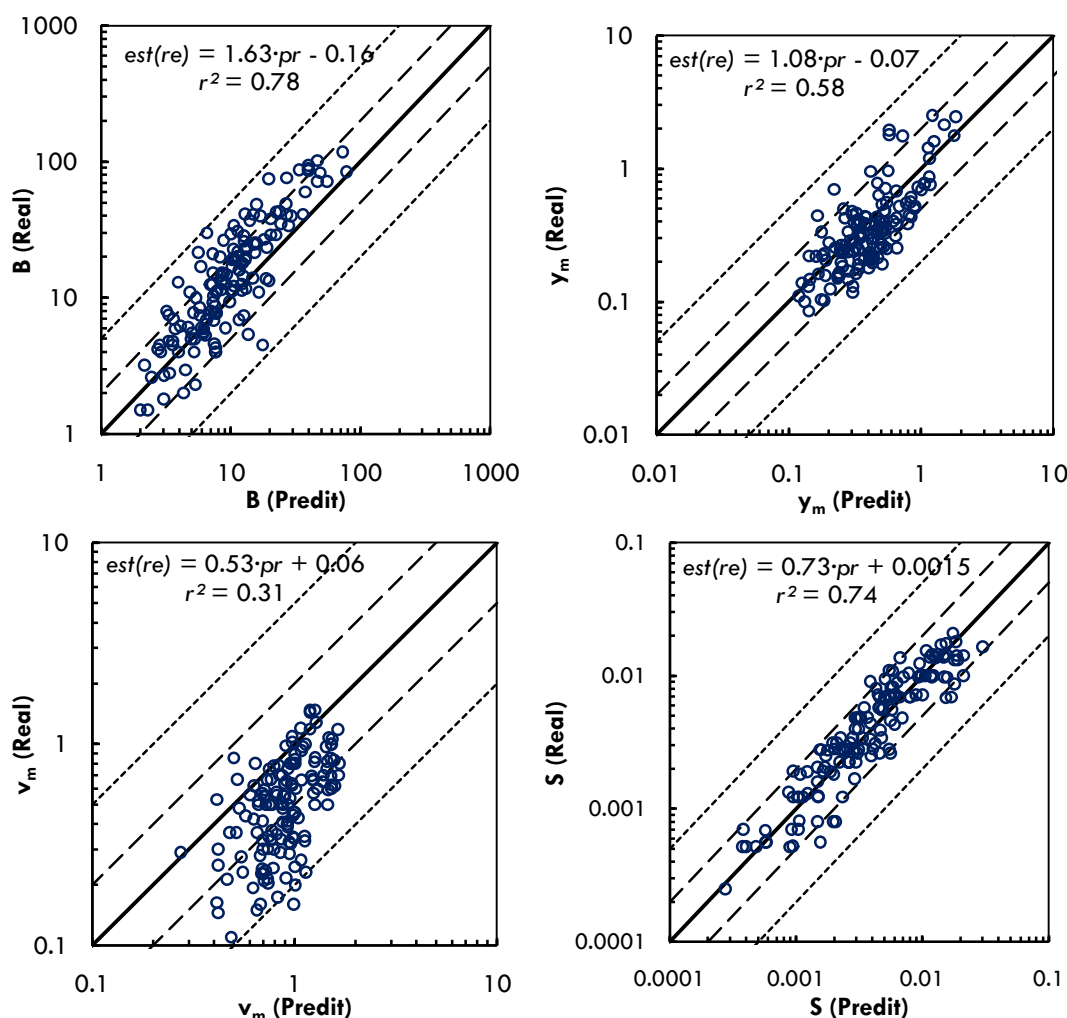 1000
100
10
1
B (Real)
est(re) = 1.63·pr - 0.16
r² = 0.78
1 10 100 1000
B (Predit)
10
1
0.1
0.01
y_m (Real)
est(re) = 1.08·pr - 0.07
r² = 0.58
0.01 0.1 1 10
y_m (Predit)
10
1
0.1
v_m (Real)
est(re) = 0.53·pr + 0.06
r² = 0.31
0.1 1 10
v_m (Predit)
0.1
0.01
0.001
0.0001
S (Real)
est(re) = 0.73·pr + 0.0015
r² = 0.74
0.0001 0.001 0.01 0.1
S (Predit)